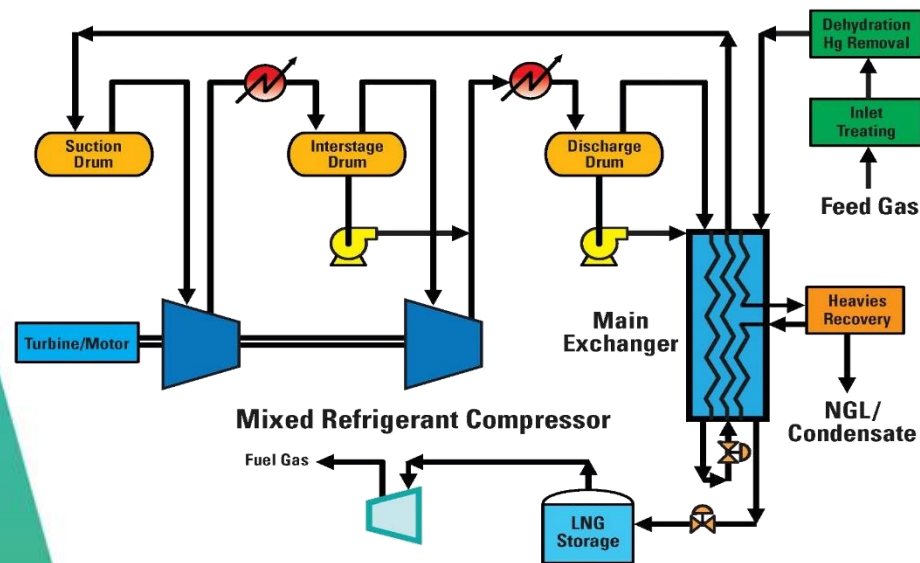 Dehydration
Hg Removal
Inlet
Treating
Feed Gas
Suction
Drum
Interstage
Drum
Discharge
Drum
Heavies
Recovery
Main
Exchanger
Turbine/Motor
NGL/
Condensate
Mixed Refrigerant Compressor
Fuel Gas
LNG
Storage